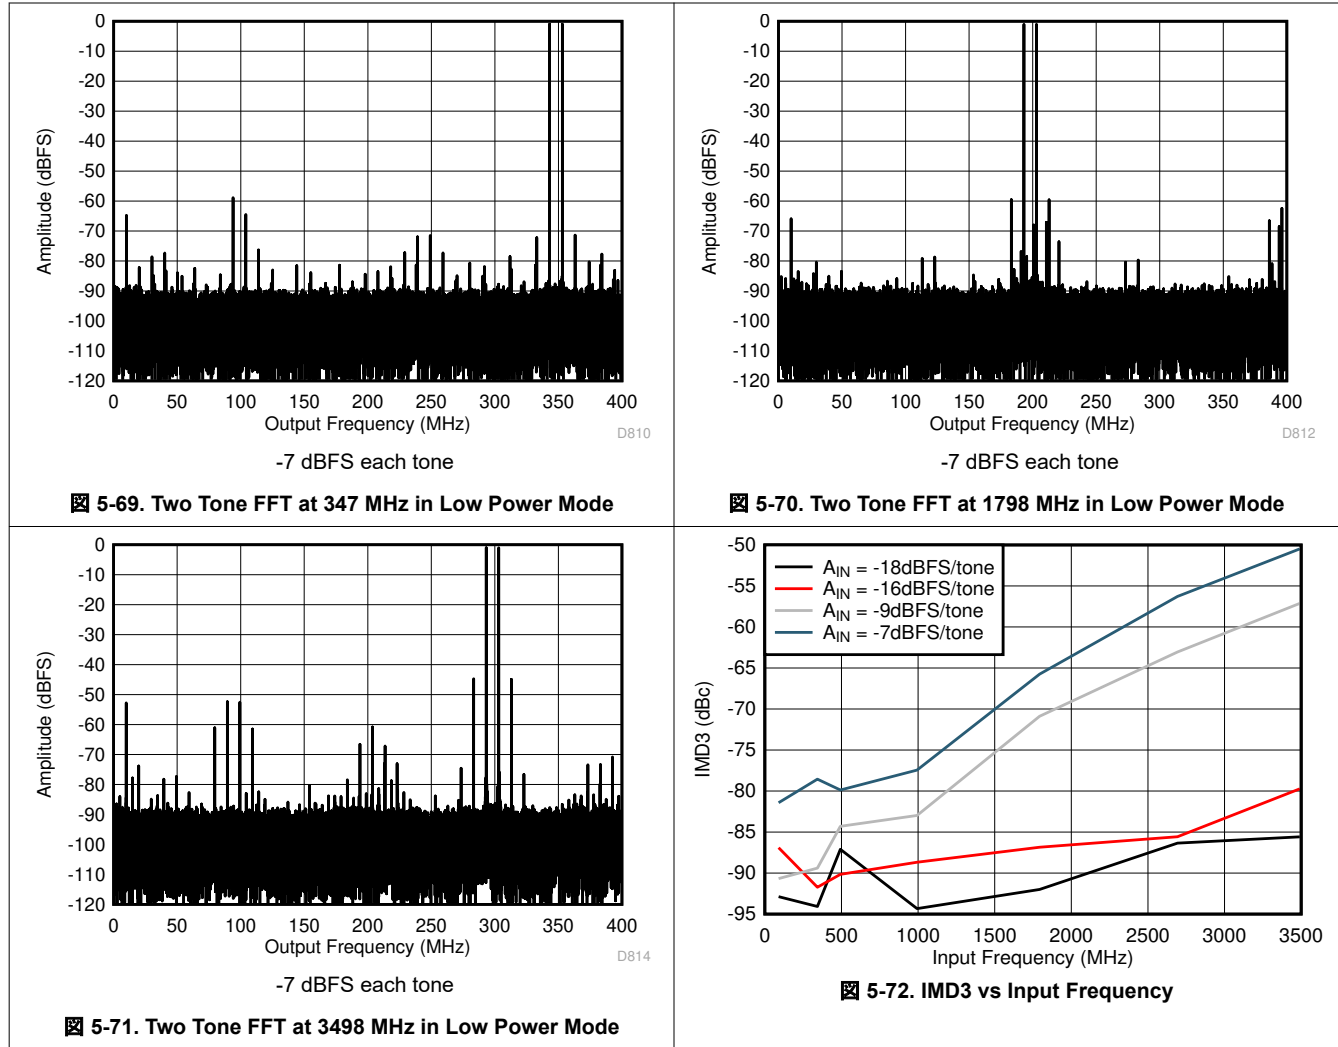 0
-10
-20
-30
-40
-50
-60
-70
-80
-90
-100
-110
-120
Amplitude (dBFS)
0 50 100 150 200 250 300 350 400
Output Frequency (MHz)
D810
-7 dBFS each tone
図 5-69. Two Tone FFT at 347 MHz in Low Power Mode
0
-10
-20
-30
-40
-50
-60
-70
-80
-90
-100
-110
-120
Amplitude (dBFS)
0 50 100 150 200 250 300 350 400
Output Frequency (MHz)
D812
-7 dBFS each tone
図 5-70. Two Tone FFT at 1798 MHz in Low Power Mode
0
-10
-20
-30
-40
-50
-60
-70
-80
-90
-100
-110
-120
Amplitude (dBFS)
0 50 100 150 200 250 300 350 400
Output Frequency (MHz)
D814
-7 dBFS each tone
図 5-71. Two Tone FFT at 3498 MHz in Low Power Mode
-50
-55
-60
-65
-70
-75
-80
-85
-90
-95
IMD3 (dBc)
AIN = -18dBFS/tone
AIN = -16dBFS/tone
AIN = -9dBFS/tone
AIN = -7dBFS/tone
0 500 1000 1500 2000 2500 3000 3500
Input Frequency (MHz)
図 5-72. IMD3 vs Input Frequency